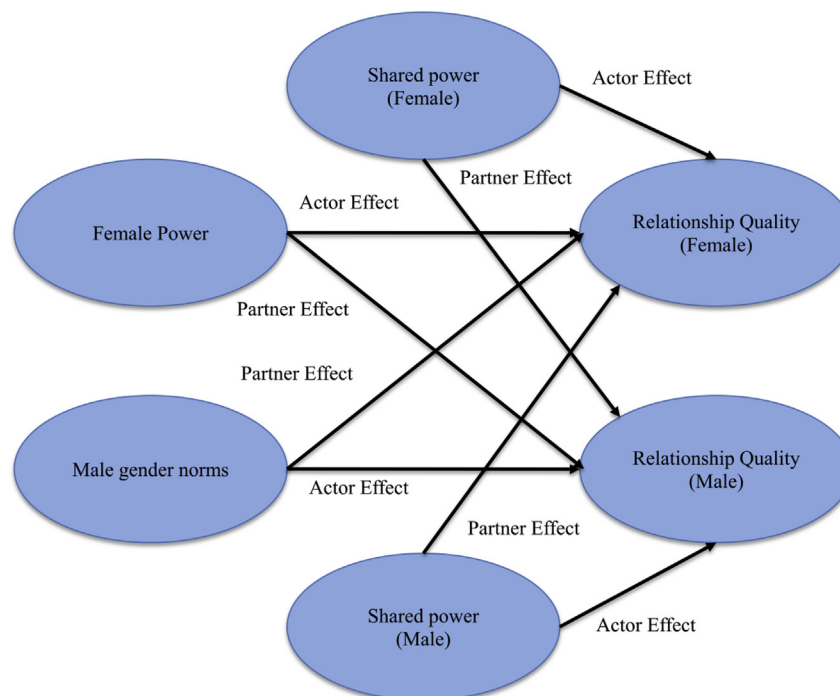 Shared power
(Female)
Actor Effect
Partner Effect
Actor Effect
Female Power
Relationship Quality
(Female)
Partner Effect
Partner Effect
Male gender norms
Relationship Quality
(Male)
Actor Effect
Partner Effect
Shared power
(Male)
Actor Effect